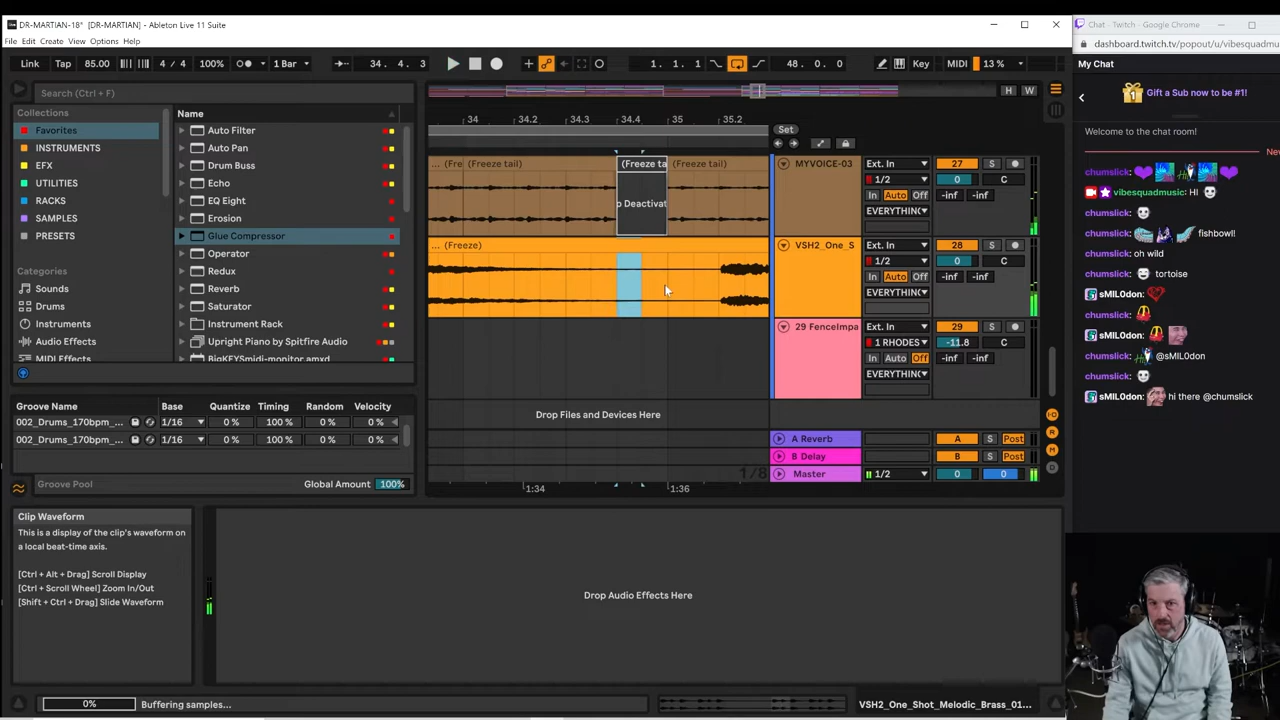 DR-MARTIAN-18* [DR-MARTIAN] - Ableton Live 11 Suite
File Edit Create View Options Help
Link Tap 85.00 4 / 4 100% 1 Bar 34. 4. 3 1. 1. 1 48. 0. 0 Key MIDI 13 %
Search (Ctrl + F)
Collections
Favorites
INSTRUMENTS
EFX
UTILITIES
RACKS
SAMPLES
PRESETS
Categories
Sounds
Drums
Instruments
Audio Effects
MIDI Effects
Name
Auto Filter
Auto Pan
Drum Buss
Echo
EQ Eight
Erosion
Glue Compressor
Operator
Redux
Reverb
Saturator
Instrument Rack
Upright Piano by Spitfire Audio
BigKEYSmidi-monitor.amxd
Groove Name Base Quantize Timing Random Velocity
002_Drums_170bpm_... 1/16 0 % 100 % 0 % 0 %
002_Drums_170bpm_... 1/16 0 % 100 % 0 % 0 %
Groove Pool Global Amount 100%
H W
34 34.2 34.3 34.4 35 35.2
Set
... (Fre (Freeze tail) (Freeze ta (Freeze tail)
p Deactivat
... (Freeze)
MYVOICE-03 Ext. In 27 S
1/2 0 C
In Auto Off -inf -inf
EVERYTHIN
VSH2_One_S Ext. In 28 S
1/2 0 C
In Auto Off -inf -inf
EVERYTHIN
29 FenceImpa Ext. In 29 S
1 RHODES -11.8 C
In Auto Off -inf -inf
EVERYTHIN
Drop Files and Devices Here
A Reverb A S Post
B Delay B S Post
1/8 Master 1/2 0 0
1:34 1:36
Clip Waveform
This is a display of the clip's waveform on
a local beat-time axis.
[Ctrl + Alt + Drag] Scroll Display
[Ctrl + Scroll Wheel] Zoom In/Out
[Shift + Ctrl + Drag] Slide Waveform
Drop Audio Effects Here
0% Buffering samples...
VSH2_One_Shot_Melodic_Brass_01...
Chat - Twitch - Google Chrome
dashboard.twitch.tv/popout/u/vibesquadmusic
My Chat
Gift a Sub now to be #1!
Welcome to the chat room!
chumslick:
vibesquadmusic: HI
chumslick:
chumslick: fishbowl!
chumslick: oh wild
chumslick: tortoise
sMIL0don:
chumslick:
sMIL0don:
chumslick: @sMIL0don
chumslick:
sMIL0don: hi there @chumslick